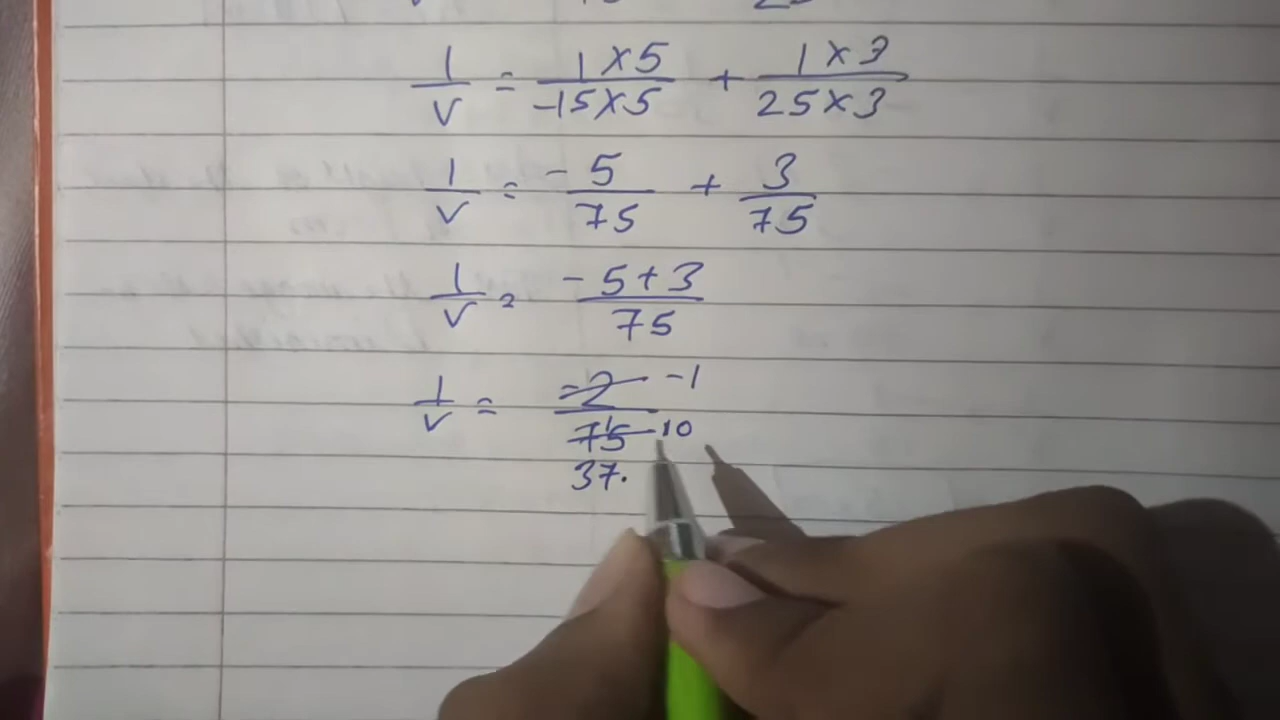 1/v = 1×5/-15×5 + 1×3/25×3
1/v = -5/75 + 3/75
1/v = -5+3/75
1/v = -2/75 -1
10
37.